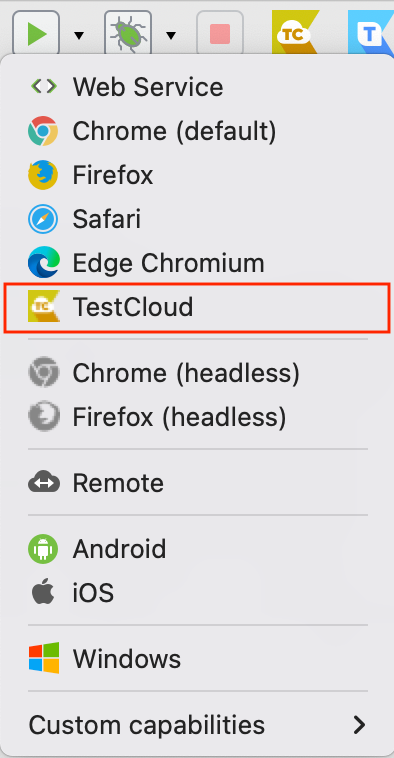 TC
T
Web Service
Chrome (default)
Firefox
Safari
Edge Chromium
TC
TestCloud
Chrome (headless)
Firefox (headless)
Remote
Android
iOS
Windows
Custom capabilities